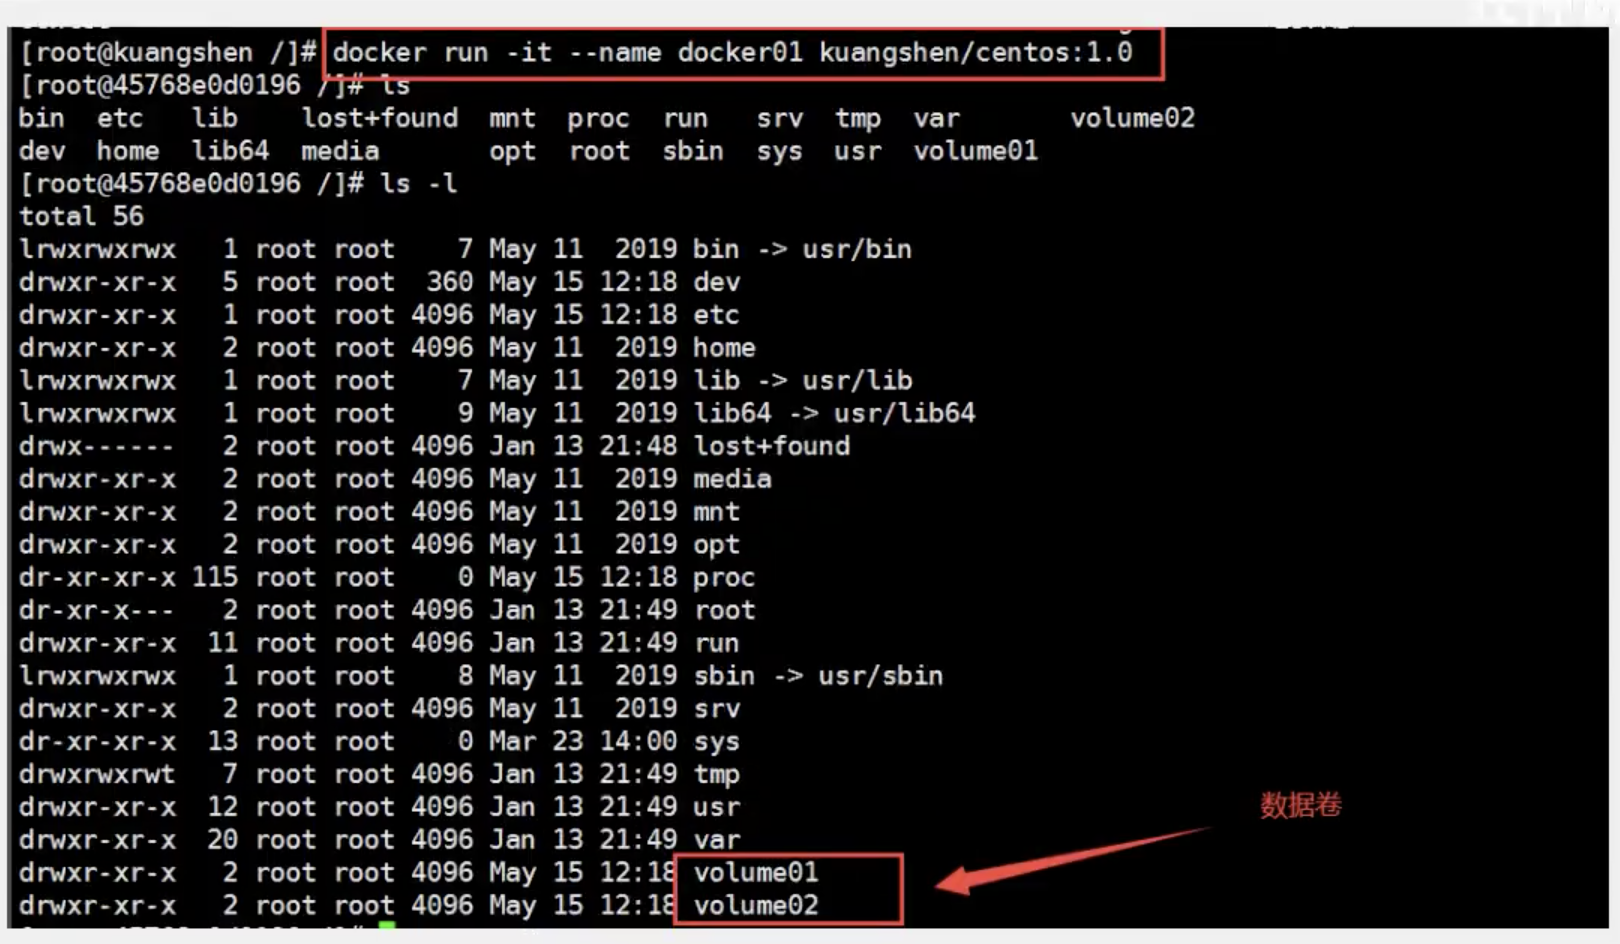 [root@kuangshen /]# docker run -it --name docker01 kuangshen/centos:1.0
[root@45768e0d0196 /]# ls
bin  etc   lib    lost+found  mnt  proc  run   srv  tmp  var       volume02
dev  home  lib64  media       opt  root  sbin  sys  usr  volume01
[root@45768e0d0196 /]# ls -l
total 56
lrwxrwxrwx   1 root root    7 May 11  2019 bin -> usr/bin
drwxr-xr-x   5 root root  360 May 15 12:18 dev
drwxr-xr-x   1 root root 4096 May 15 12:18 etc
drwxr-xr-x   2 root root 4096 May 11  2019 home
lrwxrwxrwx   1 root root    7 May 11  2019 lib -> usr/lib
lrwxrwxrwx   1 root root    9 May 11  2019 lib64 -> usr/lib64
drwx------   2 root root 4096 Jan 13 21:48 lost+found
drwxr-xr-x   2 root root 4096 May 11  2019 media
drwxr-xr-x   2 root root 4096 May 11  2019 mnt
drwxr-xr-x   2 root root 4096 May 11  2019 opt
dr-xr-xr-x 115 root root    0 May 15 12:18 proc
dr-xr-x---   2 root root 4096 Jan 13 21:49 root
drwxr-xr-x  11 root root 4096 Jan 13 21:49 run
lrwxrwxrwx   1 root root    8 May 11  2019 sbin -> usr/sbin
drwxr-xr-x   2 root root 4096 May 11  2019 srv
dr-xr-xr-x  13 root root    0 Mar 23 14:00 sys
drwxrwxrwt   7 root root 4096 Jan 13 21:49 tmp
drwxr-xr-x  12 root root 4096 Jan 13 21:49 usr
数据卷
drwxr-xr-x  20 root root 4096 Jan 13 21:49 var
drwxr-xr-x   2 root root 4096 May 15 12:18 volume01
drwxr-xr-x   2 root root 4096 May 15 12:18 volume02